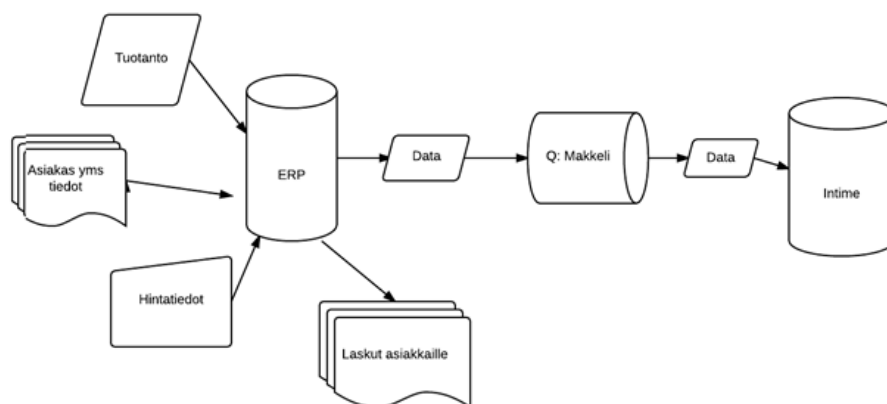 Tuotanto
Asiakas yms
tiedot
ERP
Data
Q: Makkeli
Data
Intime
Hintatiedot
Laskut asiakkaille